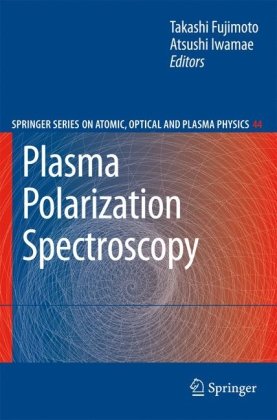 Takashi Fujimoto
Atsushi Iwamae
Editors
SPRINGER SERIES ON ATOMIC, OPTICAL AND PLASMA PHYSICS 44
Plasma
Polarization
Spectroscopy
Springer